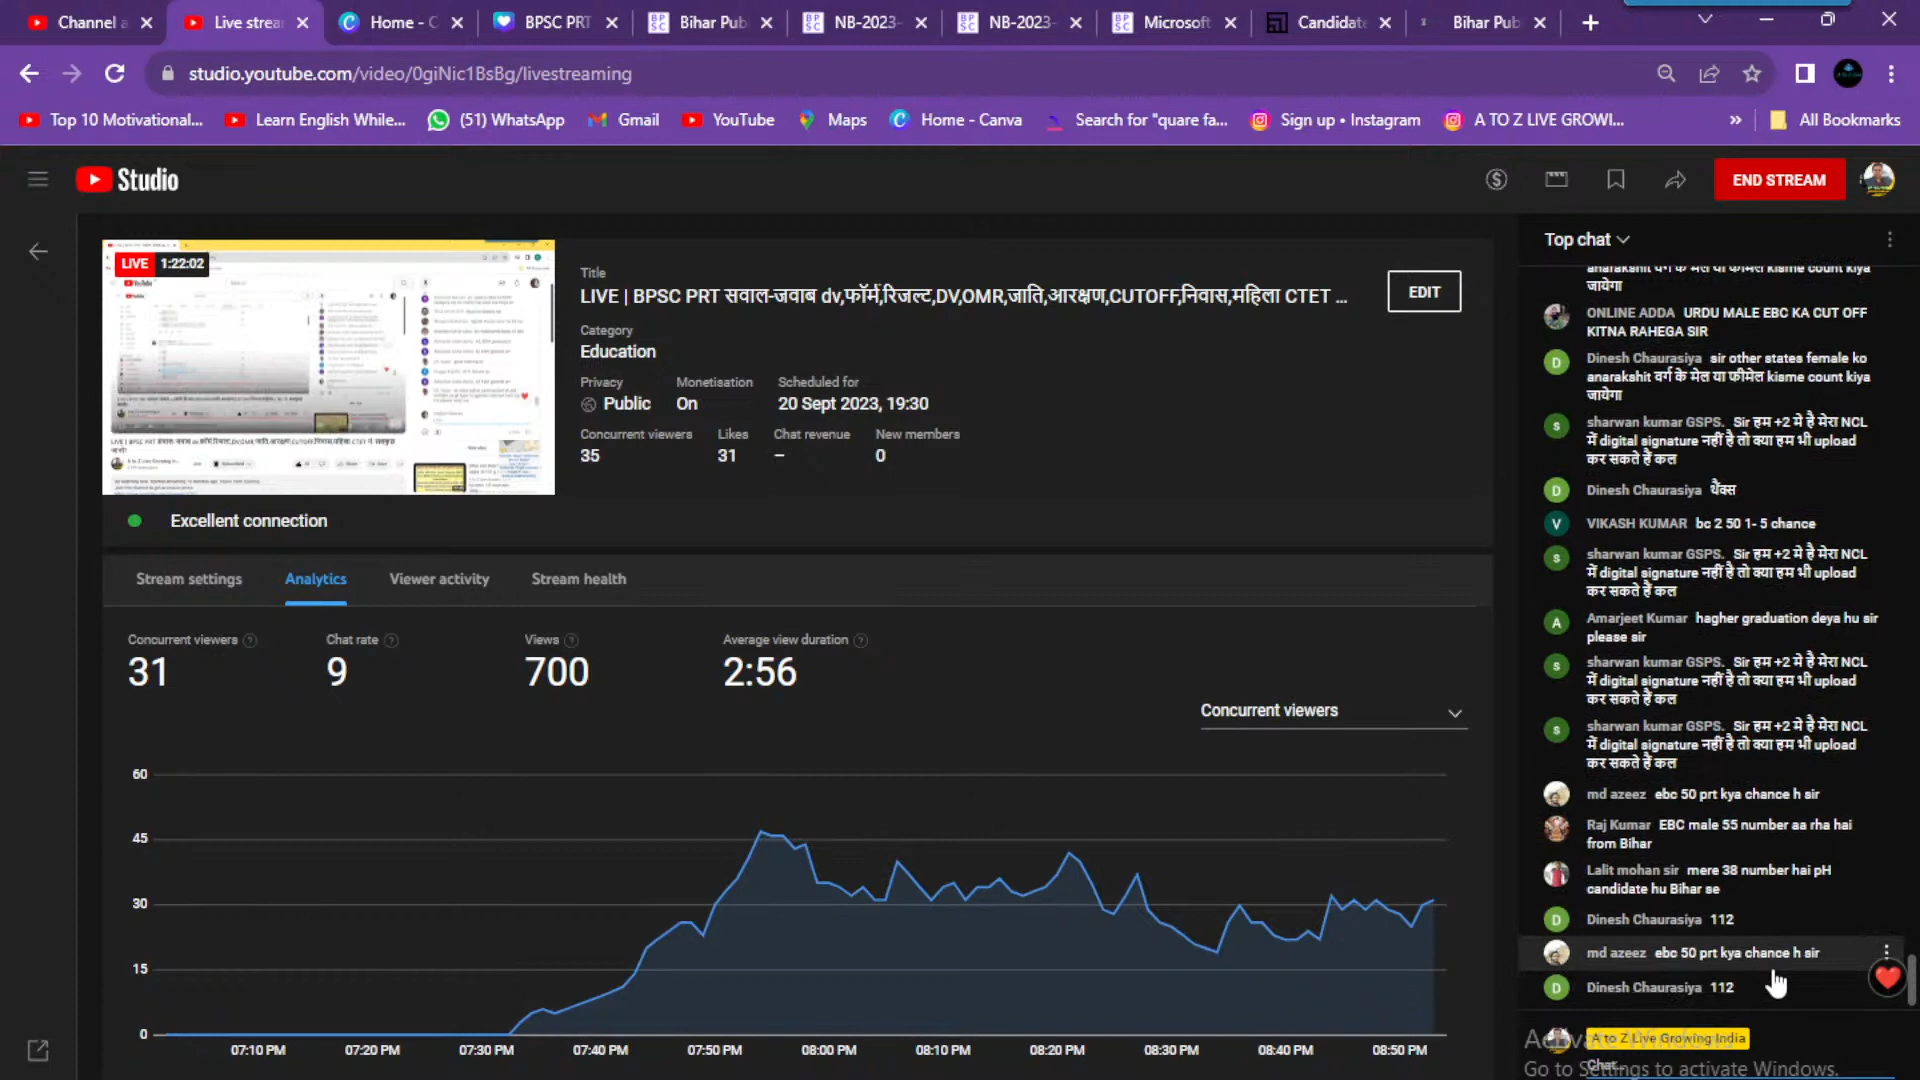 Channel a
Live strear
Home - C
BPSC PRT
Bihar Pub
NB-2023-
NB-2023-
Microsoft
Candidate
Bihar Pub
studio.youtube.com/video/0giNic1BsBg/livestreaming
Top 10 Motivational...
Learn English While...
(51) WhatsApp
Gmail
YouTube
Maps
Home - Canva
Search for "quare fa...
Sign up • Instagram
A TO Z LIVE GROWI...
All Bookmarks
Studio
END STREAM
LIVE 1:22:02
Title
LIVE | BPSC PRT सवाल-जवाब dv,फॉर्म,रिजल्ट,DV,OMR,जाति,आरक्षण,CUTOFF,निवास,महिला CTET ...
EDIT
Category
Education
Privacy
Public
Monetisation
On
Scheduled for
20 Sept 2023, 19:30
Concurrent viewers
35
Likes
31
Chat revenue
–
New members
0
Excellent connection
Stream settings
Analytics
Viewer activity
Stream health
Concurrent viewers
31
Chat rate
9
Views
700
Average view duration
2:56
Concurrent viewers
60
45
30
15
0
07:10 PM
07:20 PM
07:30 PM
07:40 PM
07:50 PM
08:00 PM
08:10 PM
08:20 PM
08:30 PM
08:40 PM
08:50 PM
Top chat
anarakshit वर्ग के मेल या फीमेल kisme count kiya
जायेगा
ONLINE ADDA URDU MALE EBC KA CUT OFF
KITNA RAHEGA SIR
Dinesh Chaurasiya sir other states female ko
anarakshit वर्ग के मेल या फीमेल kisme count kiya
जायेगा
sharwan kumar GSPS. Sir हम +2 मे है मेरा NCL
में digital signature नहीं है तो क्या हम भी upload
कर सकते हैं कल
Dinesh Chaurasiya थैंक्स
VIKASH KUMAR bc 2 50 1- 5 chance
sharwan kumar GSPS. Sir हम +2 मे है मेरा NCL
में digital signature नहीं है तो क्या हम भी upload
कर सकते हैं कल
Amarjeet Kumar hagher graduation deya hu sir
please sir
sharwan kumar GSPS. Sir हम +2 मे है मेरा NCL
में digital signature नहीं है तो क्या हम भी upload
कर सकते हैं कल
sharwan kumar GSPS. Sir हम +2 मे है मेरा NCL
में digital signature नहीं है तो क्या हम भी upload
कर सकते हैं कल
md azeez ebc 50 prt kya chance h sir
Raj Kumar EBC male 55 number aa rha hai
from Bihar
Lalit mohan sir mere 38 number hai pH
candidate hu Bihar se
Dinesh Chaurasiya 112
md azeez ebc 50 prt kya chance h sir
Dinesh Chaurasiya 112
A to Z Live Growing India
Chat...
Activate Windows
Go to Settings to activate Windows.